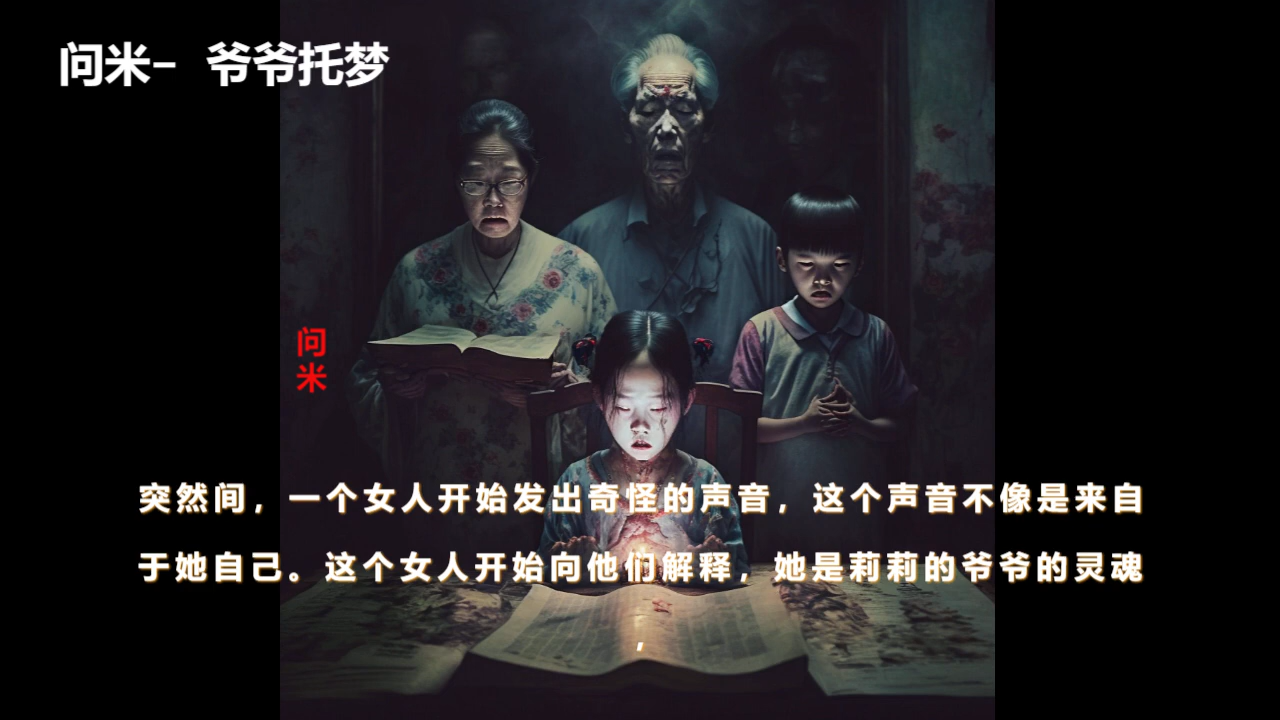 问米- 爷爷托梦
问
米
突然间，一个女人开始发出奇怪的声音，这个声音不像是来自
于她自己。这个女人开始向他们解释，她是莉莉的爷爷的灵魂